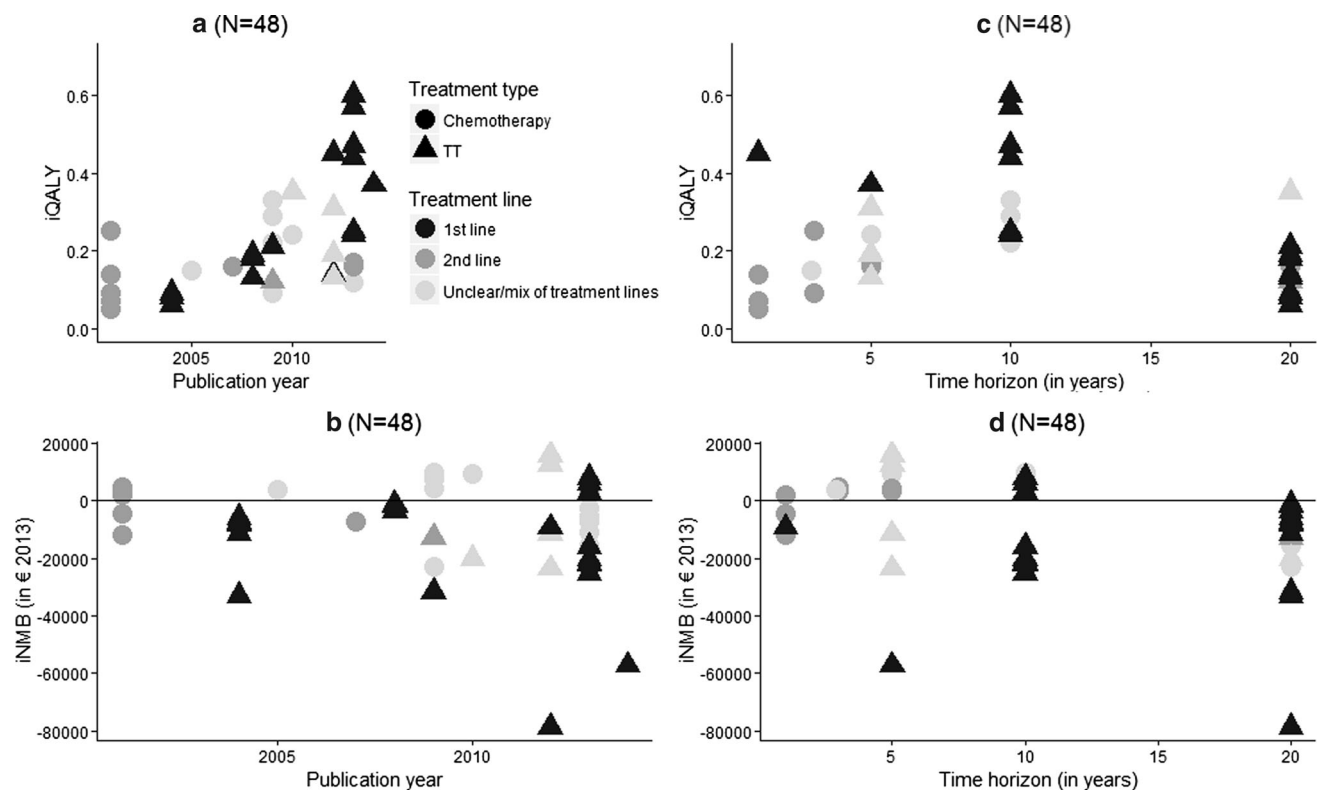 a (N=48)
iQALY
0.6
0.4
0.2
0.0
2005
2010
Publication year
Treatment type
Chemotherapy
TT
Treatment line
1st line
2nd line
Unclear/mix of treatment lines
c (N=48)
iQALY
0.6
0.4
0.2
0.0
5
10
15
20
Time horizon (in years)
b (N=48)
iNMB (in € 2013)
20000
0
-20000
-40000
-60000
-80000
2005
2010
Publication year
d (N=48)
iNMB (in € 2013)
20000
0
-20000
-40000
-60000
-80000
5
10
15
20
Time horizon (in years)